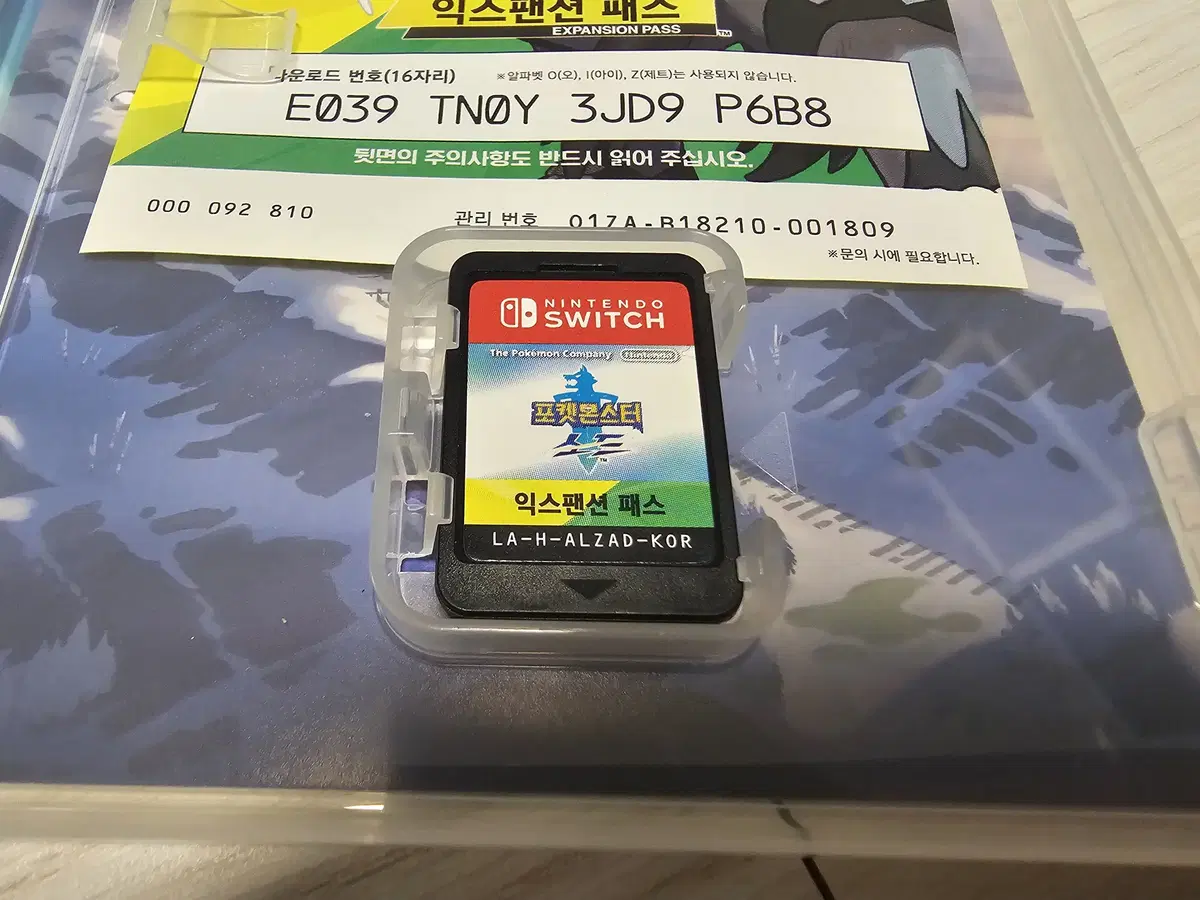 익스팬션 패스
EXPANSION PASS
TM
다운로드 번호(16자리) ※알파벳 O(오), I(아이), Z(제트)는 사용되지 않습니다.
E039 TN0Y 3JD9 P6B8
뒷면의 주의사항도 반드시 읽어 주십시오.
000 092 810
관리 번호 017A-B18210-001809
※문의 시에 필요합니다.
NINTENDO
SWITCH
The Pokémon Company Nintendo
포켓몬스터
TM
익스팬션 패스
LA-H-ALZAD-KOR